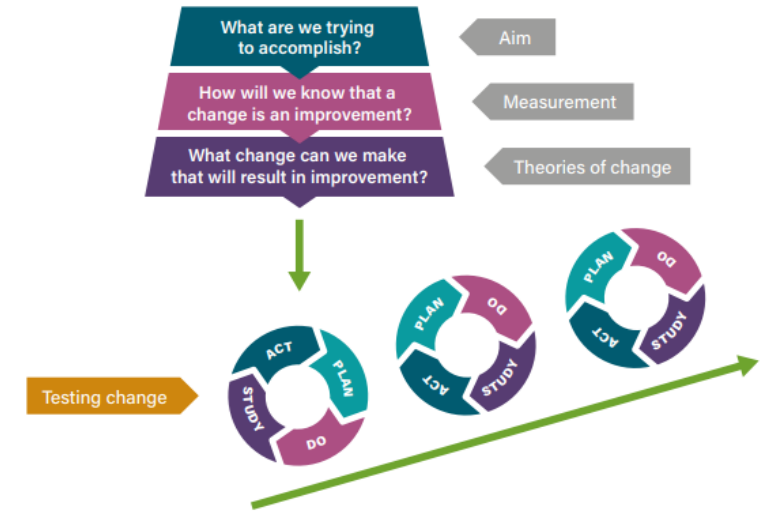 What are we trying
to accomplish?
Aim
How will we know that a
change is an improvement?
Measurement
What change can we make
that will result in improvement?
Theories of change
Testing change
ACT
PLAN
DO
STUDY
PLAN
DO
STUDY
ACT
PLAN
DO
STUDY
ACT